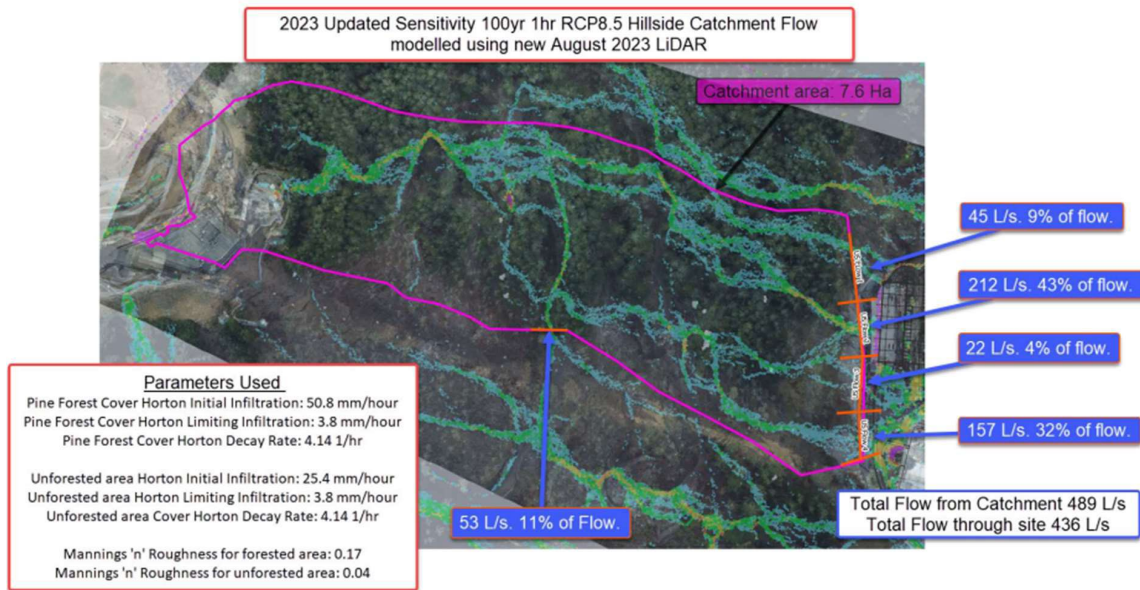 2023 Updated Sensitivity 100yr 1hr RCP8.5 Hillside Catchment Flow
modelled using new August 2023 LiDAR
Catchment area: 7.6 Ha
45 L/s. 9% of flow.
212 L/s. 43% of flow.
22 L/s. 4% of flow.
157 L/s. 32% of flow.
53 L/s. 11% of Flow.
Total Flow from Catchment 489 L/s
Total Flow through site 436 L/s
Parameters Used
Pine Forest Cover Horton Initial Infiltration: 50.8 mm/hour
Pine Forest Cover Horton Limiting Infiltration: 3.8 mm/hour
Pine Forest Cover Horton Decay Rate: 4.14 1/hr
Unforested area Horton Initial Infiltration: 25.4 mm/hour
Unforested area Horton Limiting Infiltration: 3.8 mm/hour
Unforested area Cover Horton Decay Rate: 4.14 1/hr
Mannings 'n' Roughness for forested area: 0.17
Mannings 'n' Roughness for unforested area: 0.04